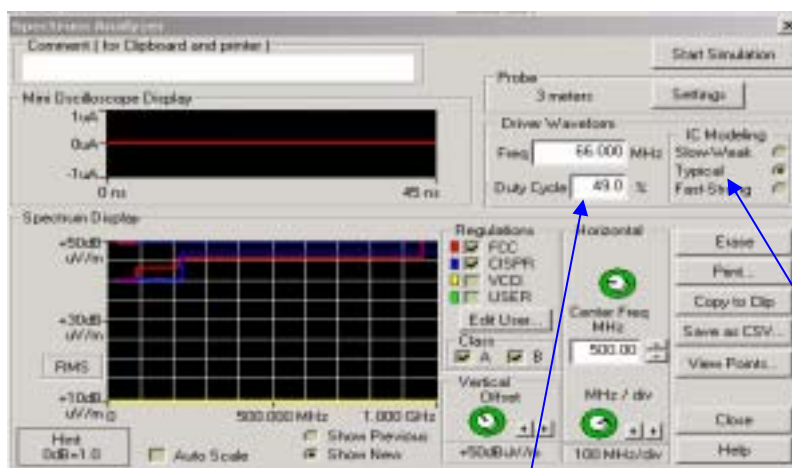 Spectrum Analyzer
Comment ( for Clipboard and printer )
Start Simulation
Probe
3 meters
Settings
Mini Oscilloscope Display
1uA
0uA
-1uA
0 ns
45 ns
Driver Waveform
Freq 66.000 MHz
Duty Cycle 49.0 %
IC Modeling
Slow-Weak
Typical
Fast-Strong
Spectrum Display
+50dB
uV/m
+30dB
uV/m
RMS
+10dB
uV/m
0
500.000 MHz
1.000 GHz
Hint
0dB=1.0
Auto Scale
Show Previous
Show New
Regulations
FCC
CISPR
VCCI
USER
Edit User...
Class
A B
Vertical
Offset
+50dBuV/m
Horizontal
Center Freq
MHz
500.00
MHz / div
100 MHz/div
Erase
Print...
Copy to Clip
Save as CSV...
View Points...
Close
Help